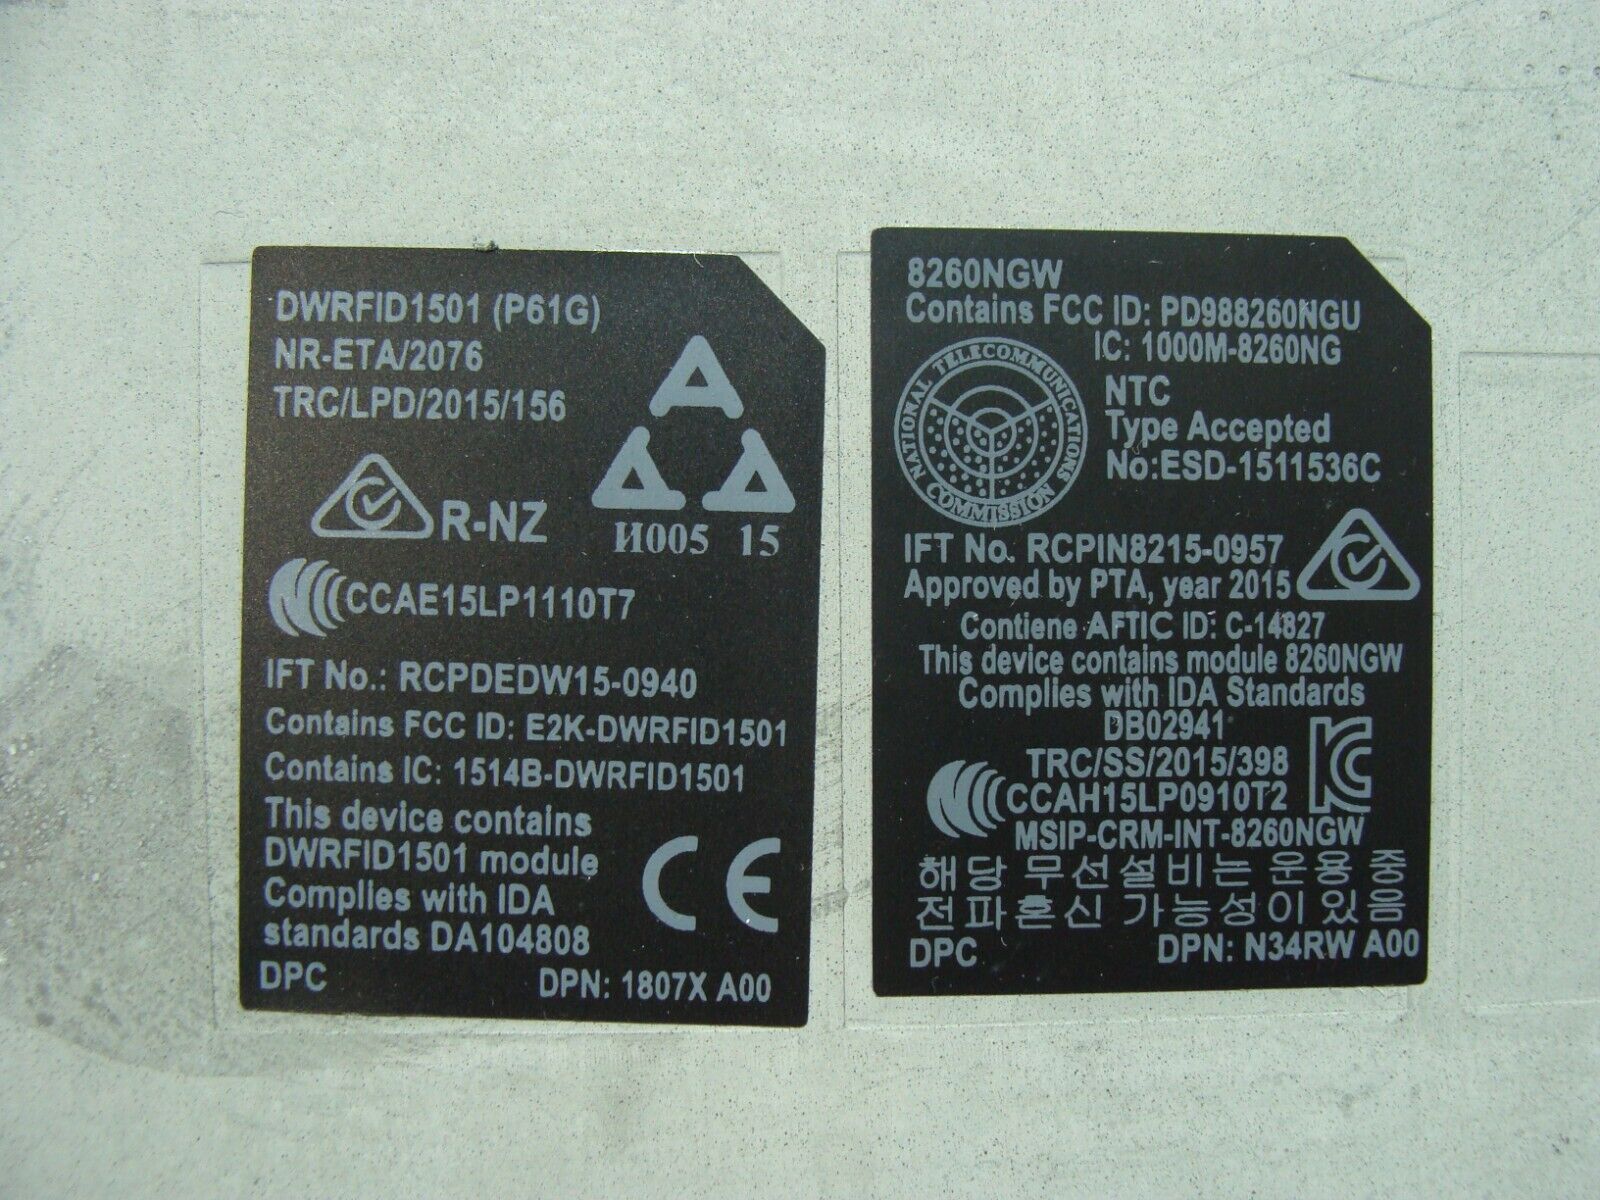 DWRFID1501 (P61G)
NR-ETA/2076
TRC/LPD/2015/156
R-NZ
И005 15
CCAE15LP1110T7
IFT No.: RCPDEDW15-0940
Contains FCC ID: E2K-DWRFID1501
Contains IC: 1514B-DWRFID1501
This device contains
DWRFID1501 module
Complies with IDA
standards DA104808
CE
DPC
DPN: 1807X A00
8260NGW
Contains FCC ID: PD988260NGU
IC: 1000M-8260NG
NATIONAL TELECOMMUNICATIONS COMMISSION
NTC
Type Accepted
No:ESD-1511536C
IFT No. RCPIN8215-0957
Approved by PTA, year 2015
Contiene AFTIC ID: C-14827
This device contains module 8260NGW
Complies with IDA Standards
DB02941
TRC/SS/2015/398
CCAH15LP0910T2
MSIP-CRM-INT-8260NGW
해당 무선설비는 운용 중
전파혼신 가능성이 있음
DPC
DPN: N34RW A00